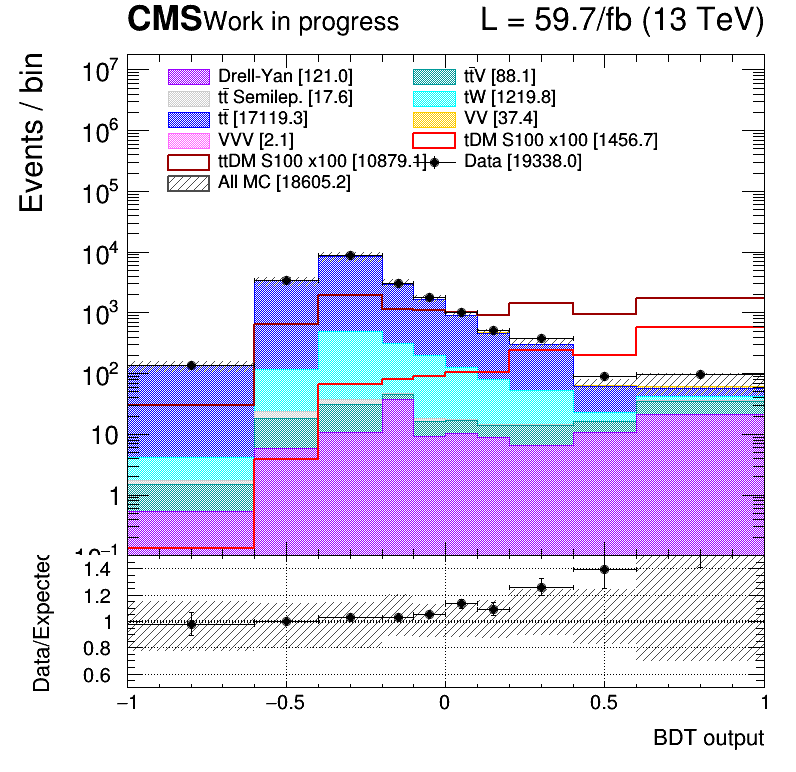 CMS Work in progress L = 59.7/fb (13 TeV)
Events / bin
10⁷
10⁶
10⁵
10⁴
10³
10²
10
1
10⁻¹
Drell-Yan [121.0] tt̄V [88.1]
tt̄ Semilep. [17.6] tW [1219.8]
tt̄ [17119.3] VV [37.4]
VVV [2.1] tDM S100 x100 [1456.7]
ttDM S100 x100 [10879.1] Data [19338.0]
All MC [18605.2]
Data/Expected
1.4
1.2
1
0.8
0.6
−1 −0.5 0 0.5 1
BDT output